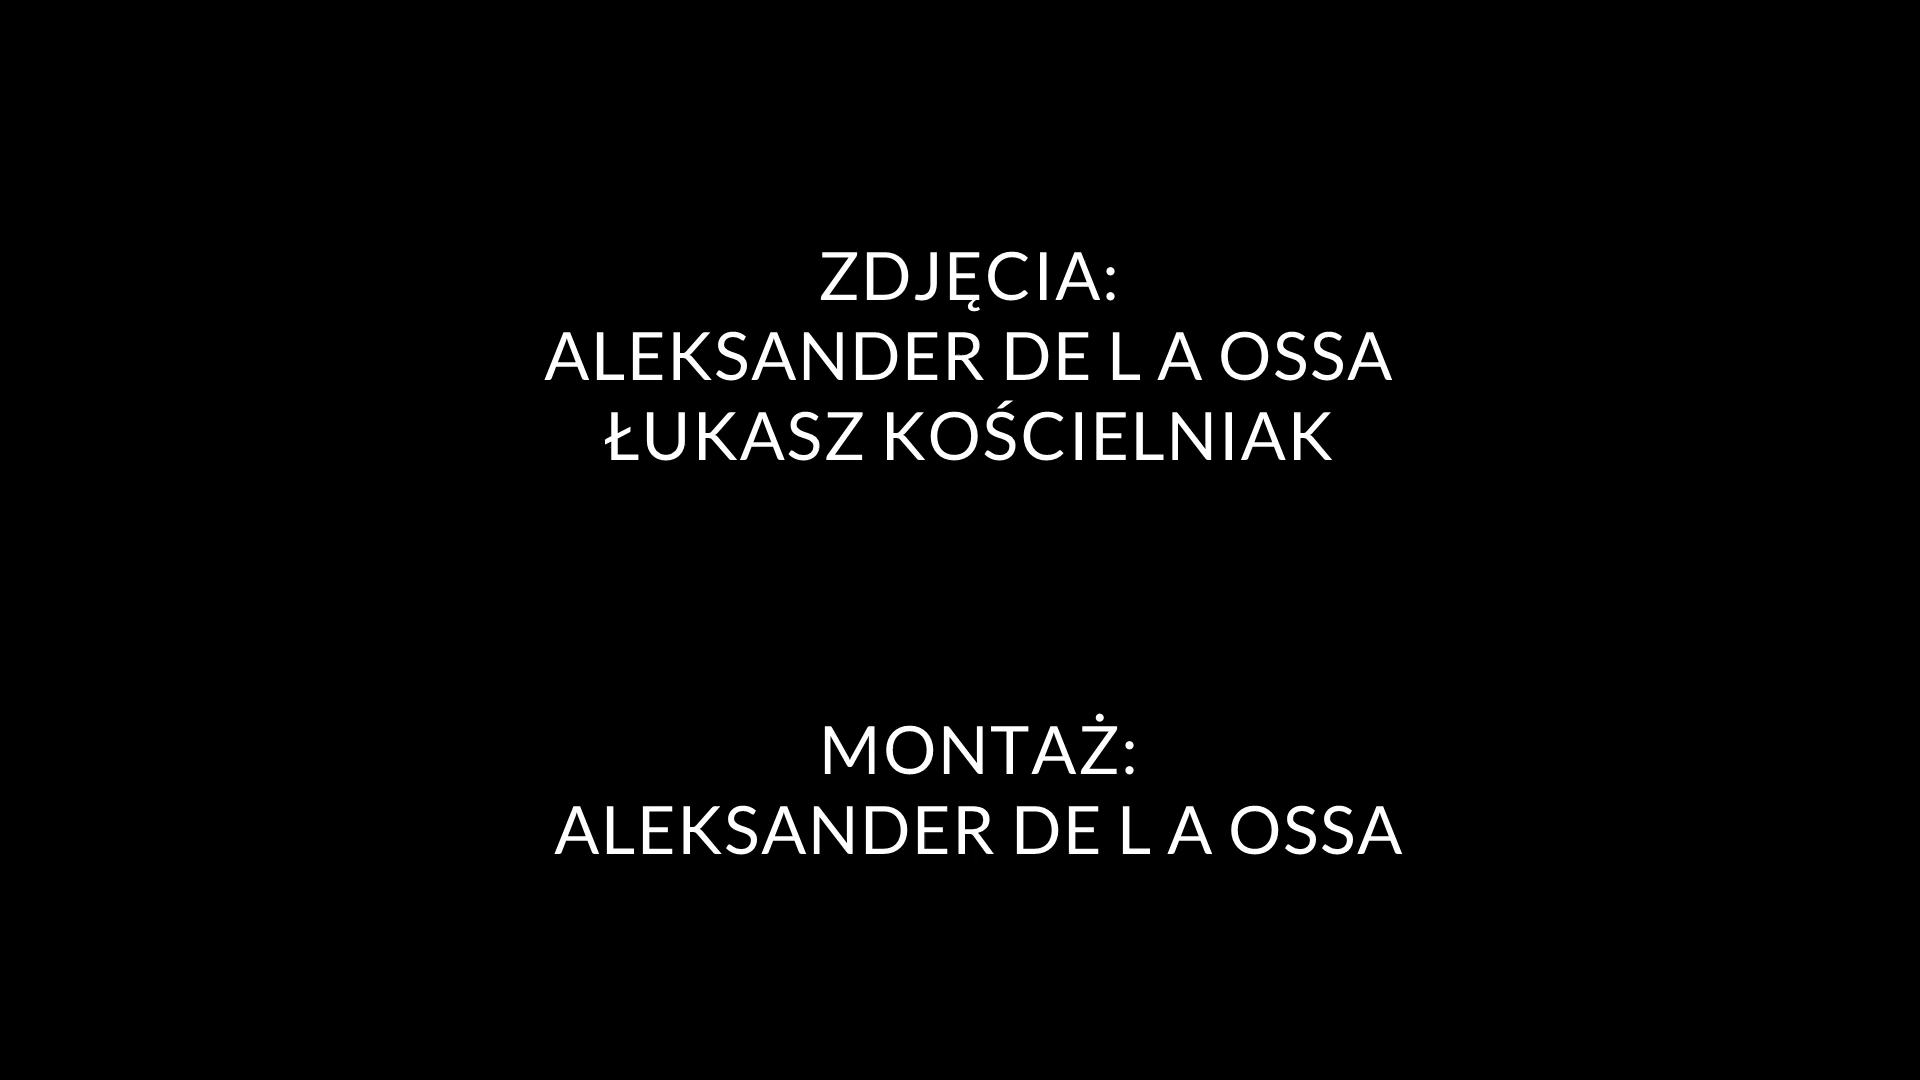 ZDJĘCIA:
ALEKSANDER DE L A OSSA
ŁUKASZ KOŚCIELNIAK
MONTAŻ:
ALEKSANDER DE L A OSSA